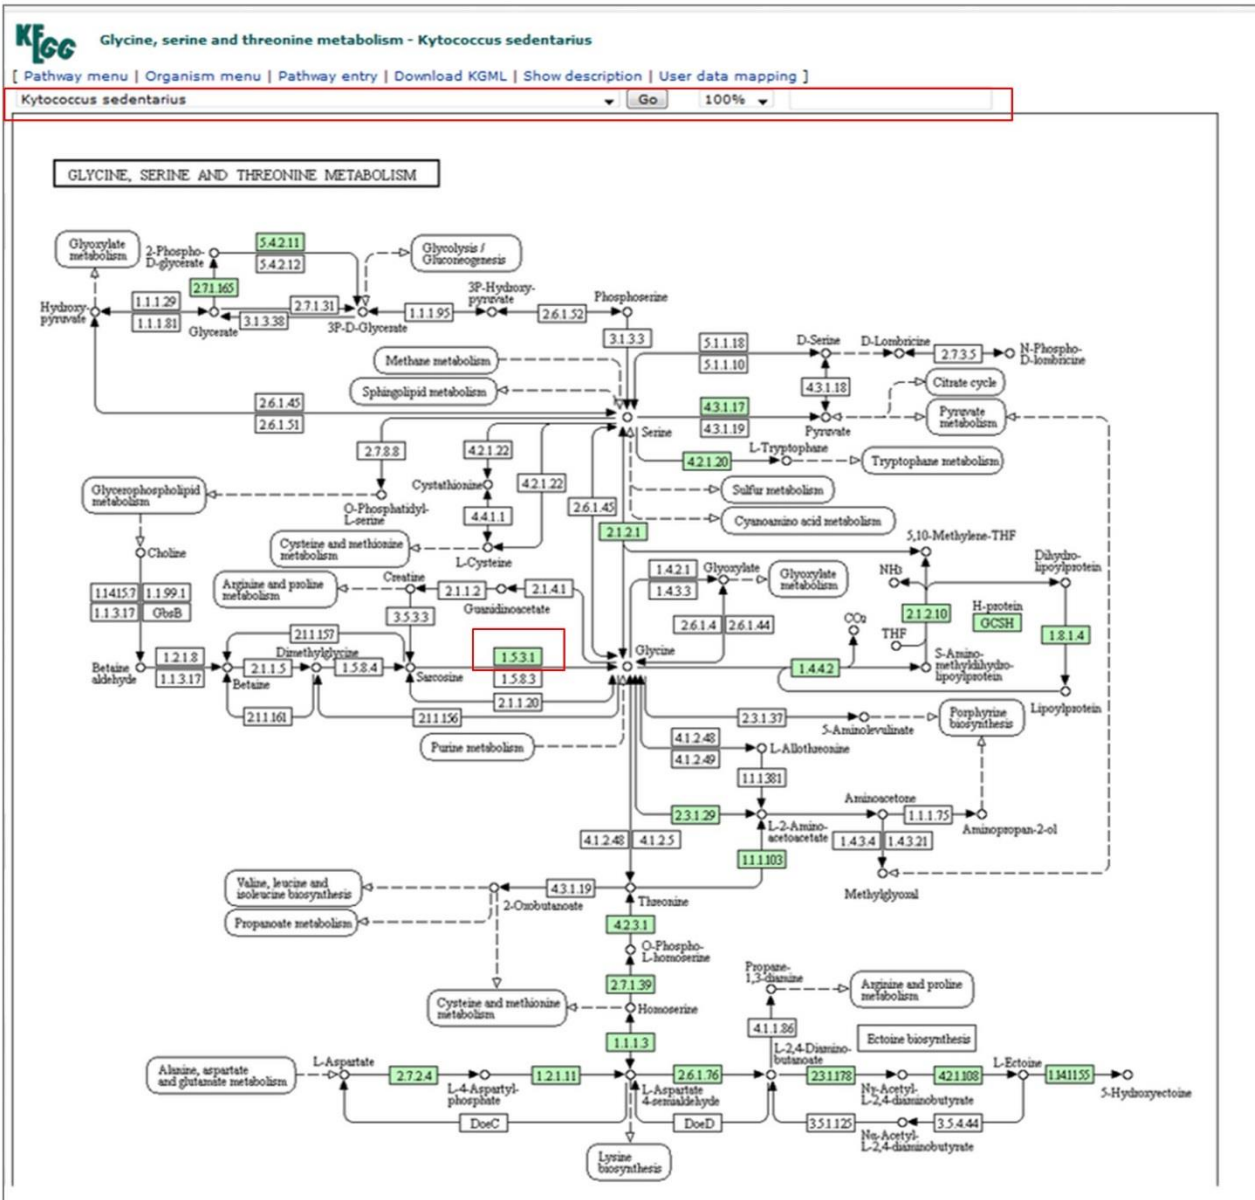 KEGG
Glycine, serine and threonine metabolism - Kytococcus sedentarius
[ Pathway menu | Organism menu | Pathway entry | Download KGML | Show description | User data mapping ]
Kytococcus sedentarius
Go
100%
GLYCINE, SERINE AND THREONINE METABOLISM
Glyoxylate
metabolism
2-Phospho-
D-glycerate
5.4.2.11
5.4.2.12
Glycolysis /
Gluconeogenesis
2.7.1.165
Hydroxy-
pyruvate
1.1.1.29
1.1.1.81
Glycerate
2.7.1.31
3.1.3.38
3P-D-Glycerate
1.1.1.95
3P-Hydroxy-
pyruvate
2.6.1.52
Phosphoserine
3.1.3.3
Methane metabolism
Sphingolipid metabolism
5.1.1.18
5.1.1.10
D-Serine
D-Lombricine
2.7.3.5
N-Phospho-
D-lombricine
4.3.1.18
Citrate cycle
2.6.1.45
2.6.1.51
Serine
4.3.1.17
4.3.1.19
Pyruvate
Pyruvate
metabolism
2.7.8.8
4.2.1.22
4.2.1.20
L-Tryptophane
Tryptophane metabolism
Glycerophospholipid
metabolism
O-Phosphatidyl-
L-serine
Cystathionine
4.2.1.22
Sulfur metabolism
4.4.1.1
2.6.1.45
Cyanoamino acid metabolism
2.1.2.1
Choline
Cysteine and methionine
metabolism
L-Cysteine
5,10-Methylene-THF
Dihydro-
lipoylprotein
Arginine and proline
metabolism
Creatine
2.1.1.2
Guanidinoacetate
2.1.4.1
1.4.2.1
1.4.3.3
Glyoxylate
Glyoxylate
metabolism
NH3
1.14.15.7
1.1.99.1
1.1.3.17
GbsB
3.5.3.3
2.6.1.4
2.6.1.44
CO2
THF
2.1.2.10
H-protein
GCSH
1.8.1.4
2.1.1.157
Betaine
aldehyde
1.2.1.8
1.1.3.17
Betaine
2.1.1.5
Dimethylglycine
1.5.8.4
Sarcosine
1.5.3.1
1.5.8.3
Glycine
1.4.4.2
S-Amino-
methyldihydro-
lipoylprotein
2.1.1.20
2.1.1.161
2.1.1.156
Lipoylprotein
Purine metabolism
2.3.1.37
5-Aminolevulinate
Porphyrine
biosynthesis
4.1.2.48
4.1.2.49
L-Allothreonine
1.1.1.381
2.3.1.29
L-2-Amino-
acetoacetate
Aminoacetone
1.1.1.75
Aminopropan-2-ol
4.1.2.48
4.1.2.5
1.1.1.103
1.4.3.4
1.4.3.21
Methylglyoxal
Valine, leucine and
isoleucine biosynthesis
2-Oxobutanoate
4.3.1.19
Threonine
Propanoate metabolism
4.2.3.1
O-Phospho-
L-homoserine
2.7.1.39
Cysteine and methionine
metabolism
Homoserine
Propane-
1,3-diamine
Arginine and proline
metabolism
1.1.1.3
4.1.1.86
Ectoine biosynthesis
Alanine, aspartate
and glutamate metabolism
L-Aspartate
2.7.2.4
L-4-Aspartyl-
phosphate
1.2.1.11
L-Aspartate
4-semialdehyde
2.6.1.76
L-2,4-Diamino-
butanoate
2.3.1.178
Nγ-Acetyl-
L-2,4-diaminobutyrate
4.2.1.108
L-Ectoine
1.14.11.55
5-Hydroxyectoine
DoeC
DoeD
3.5.1.125
Nα-Acetyl-
L-2,4-diaminobutyrate
3.5.4.44
Lysine
biosynthesis